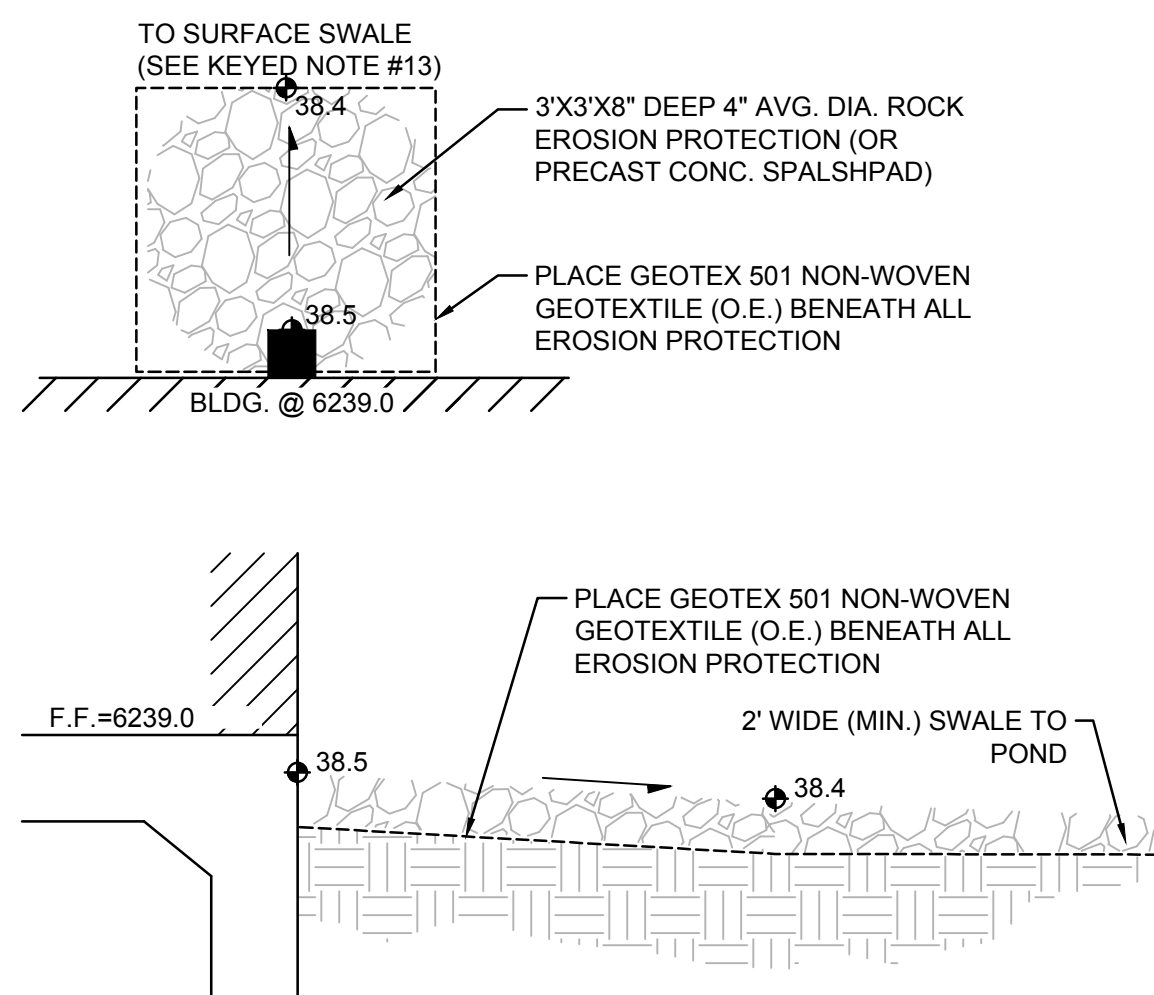 TO SURFACE SWALE
(SEE KEYED NOTE #13)
38.4
3'X3'X8" DEEP 4" AVG. DIA. ROCK
EROSION PROTECTION (OR
PRECAST CONC. SPALSHPAD)
PLACE GEOTEX 501 NON-WOVEN
GEOTEXTILE (O.E.) BENEATH ALL
EROSION PROTECTION
38.5
BLDG. @ 6239.0
PLACE GEOTEX 501 NON-WOVEN
GEOTEXTILE (O.E.) BENEATH ALL
EROSION PROTECTION
F.F.=6239.0
2' WIDE (MIN.) SWALE TO
POND
38.5
38.4